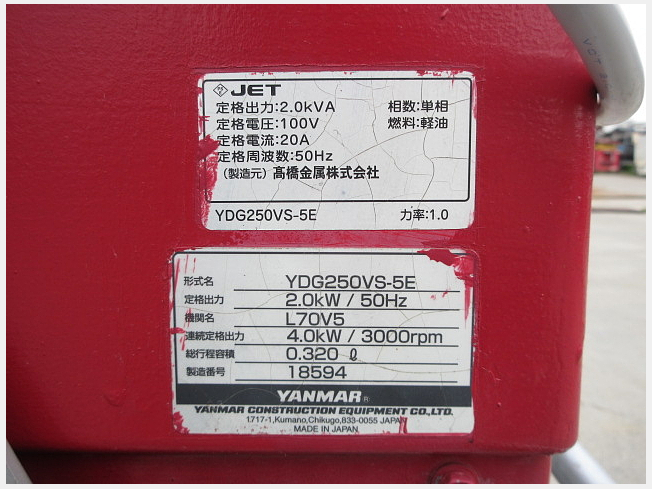 JET
定格出力:2.0kVA 相数:単相
定格電圧:100V 燃料:軽油
定格電流:20A
定格周波数:50Hz
(製造元) 髙橋金属株式会社
YDG250VS-5E 力率:1.0
形式名 YDG250VS-5E
定格出力 2.0kW / 50Hz
機関名 L70V5
連続定格出力 4.0kW / 3000rpm
総行程容積 0.320 ℓ
製造番号 18594
YANMAR®
YANMAR CONSTRUCTION EQUIPMENT CO.,LTD.
1717-1,Kumano,Chikugo,833-0055 JAPAN
MADE IN JAPAN